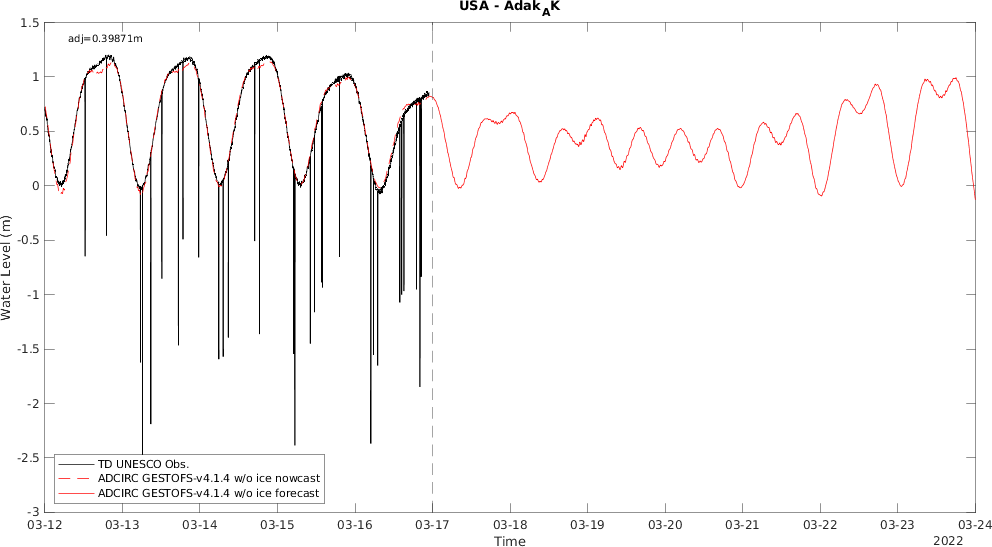 USA - Adak_AK
adj=0.39871m
1.5
1
0.5
0
-0.5
-1
-1.5
-2
-2.5
-3
Water Level (m)
TD UNESCO Obs.
ADCIRC GESTOFS-v4.1.4 w/o ice nowcast
ADCIRC GESTOFS-v4.1.4 w/o ice forecast
03-12 03-13 03-14 03-15 03-16 03-17 03-18 03-19 03-20 03-21 03-22 03-23 03-24
Time
2022